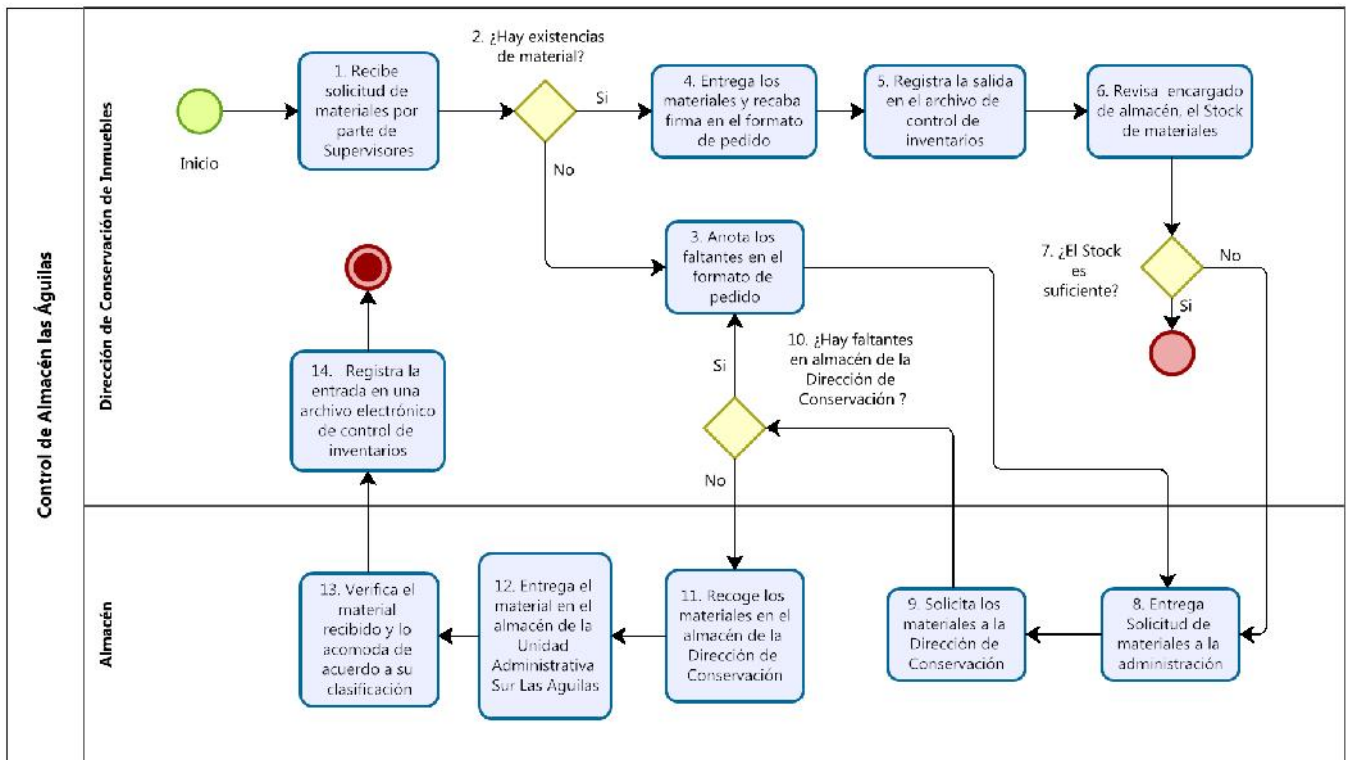 Control de Almacén las Águilas
Dirección de Conservación de Inmuebles
Inicio
1. Recibe
solicitud de
materiales por
parte de
Supervisores
2. ¿Hay existencias
de material?
Si
No
4. Entrega los
materiales y recaba
firma en el formato
de pedido
5. Registra la salida
en el archivo de
control de
inventarios
6. Revisa encargado
de almacén, el Stock
de materiales
3. Anota los
faltantes en el
formato de
pedido
7. ¿El Stock
es
suficiente?
No
Si
10. ¿Hay faltantes
en almacén de la
Dirección de
Conservación ?
Si
No
14. Registra la
entrada en una
archivo electrónico
de control de
inventarios
Almacén
13. Verifica el
material
recibido y lo
acomoda de
acuerdo a su
clasificación
12. Entrega el
material en el
almacén de la
Unidad
Administrativa
Sur Las Aguilas
11. Recoge los
materiales en el
almacén de la
Dirección de
Conservación
9. Solicita los
materiales a la
Dirección de
Conservación
8. Entrega
Solicitud de
materiales a la
administración